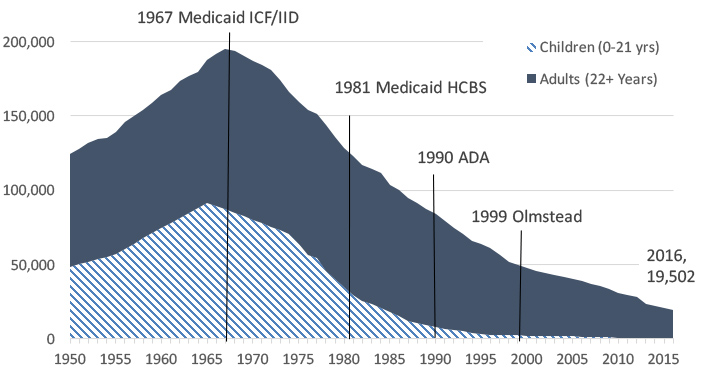 1967 Medicaid ICF/IID
200,000
Children (0-21 yrs)
Adults (22+ Years)
1981 Medicaid HCBS
150,000
1990 ADA
100,000
1999 Olmstead
2016,
19,502
50,000
0
1950 1955 1960 1965 1970 1975 1980 1985 1990 1995 2000 2005 2010 2015